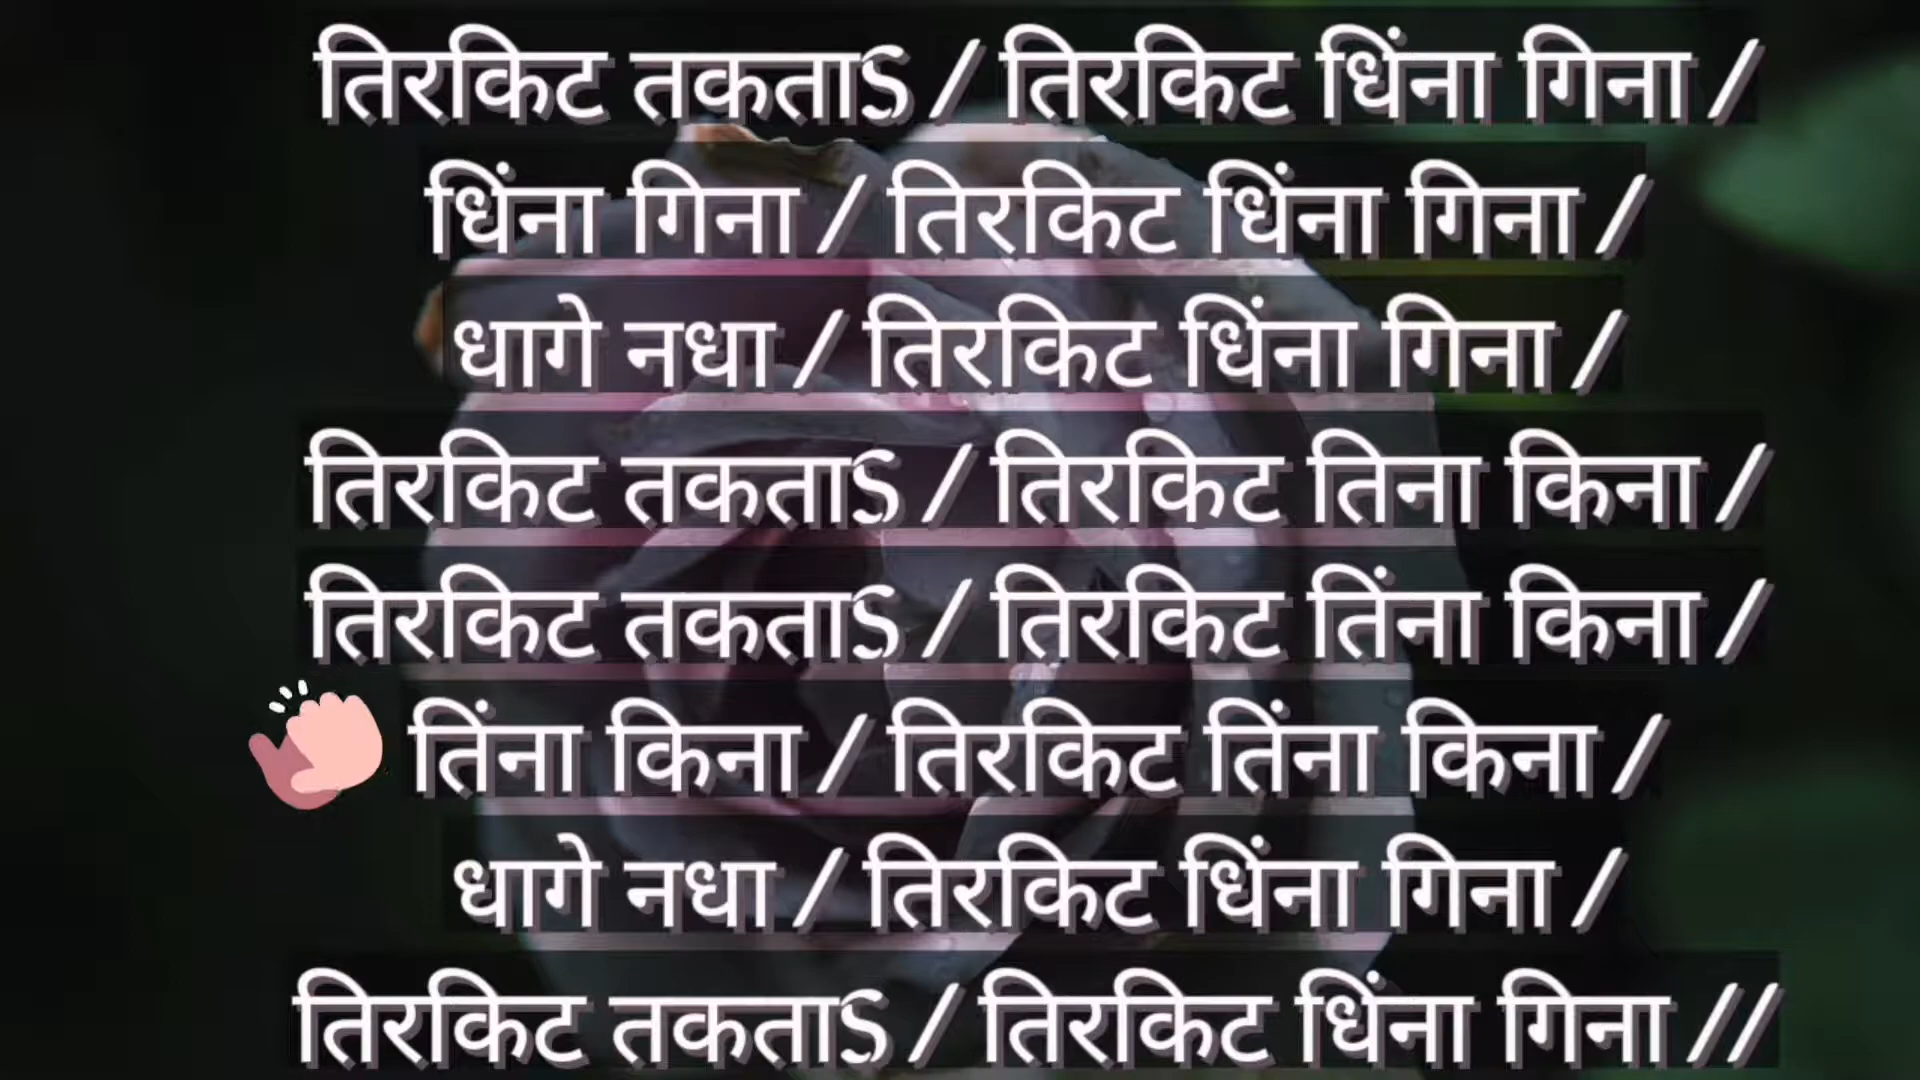 तिरकिट तकताS / तिरकिट धिंना गिना /
धिंना गिना / तिरकिट धिंना गिना /
धागे नधा / तिरकिट धिंना गिना /
तिरकिट तकताS / तिरकिट तिना किना /
तिरकिट तकताS / तिरकिट तिंना किना /
तिंना किना / तिरकिट तिंना किना /
धागे नधा / तिरकिट धिंना गिना /
तिरकिट तकताS / तिरकिट धिंना गिना //